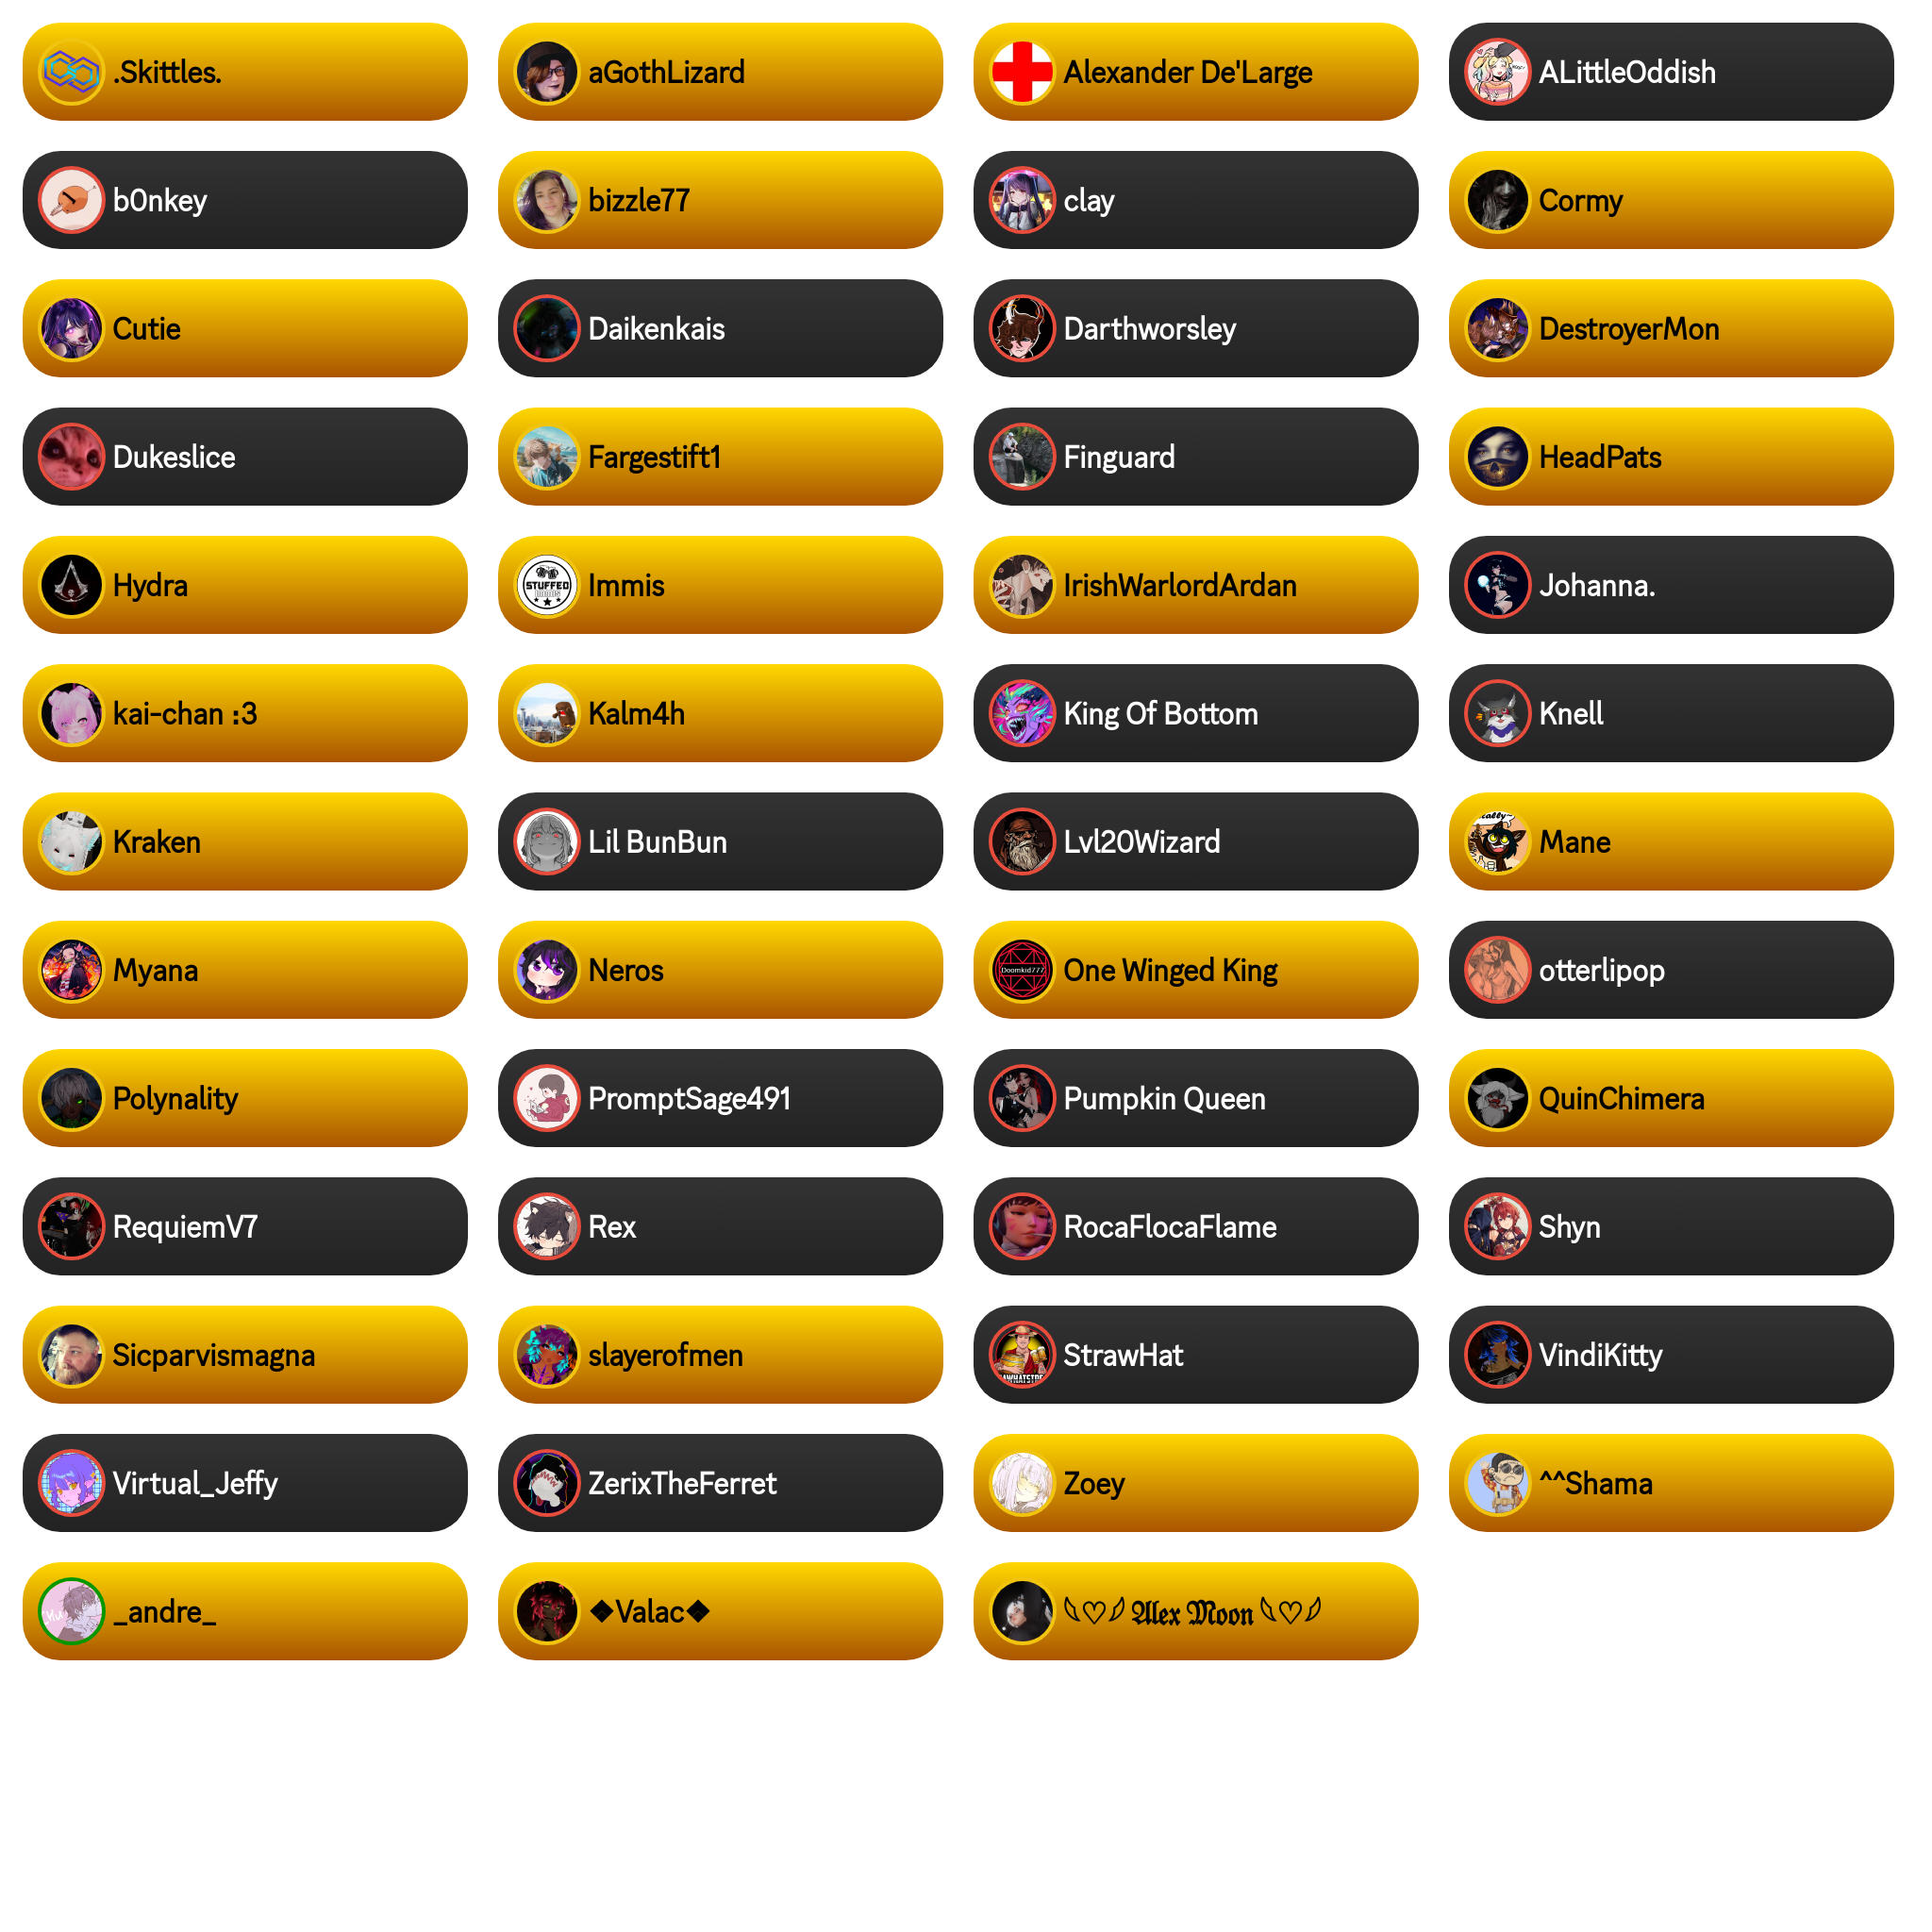 .Skittles.
aGothLizard
Alexander De'Large
ALittleOddish
b0nkey
bizzle77
clay
Cormy
Cutie
Daikenkais
Darthworsley
DestroyerMon
Dukeslice
Fargestift1
Finguard
HeadPats
Hydra
STUFFED
Immis
IrishWarlordArdan
Johanna.
kai-chan :3
Kalm4h
King Of Bottom
Knell
Kraken
Lil BunBun
Lvl20Wizard
Mane
Myana
Neros
Doomkid777
One Winged King
otterlipop
Polynality
PromptSage491
Pumpkin Queen
QuinChimera
RequiemV7
Rex
RocaFlocaFlame
Shyn
Sicparvismagna
slayerofmen
StrawHat
VindiKitty
Virtual_Jeffy
ZerixTheFerret
Zoey
^^Shama
_andre_
❖Valac❖
𓆩♡𓆪 𝕬𝖑𝖊𝖝 𝕸𝖔𝖔𝖓 𓆩♡𓆪